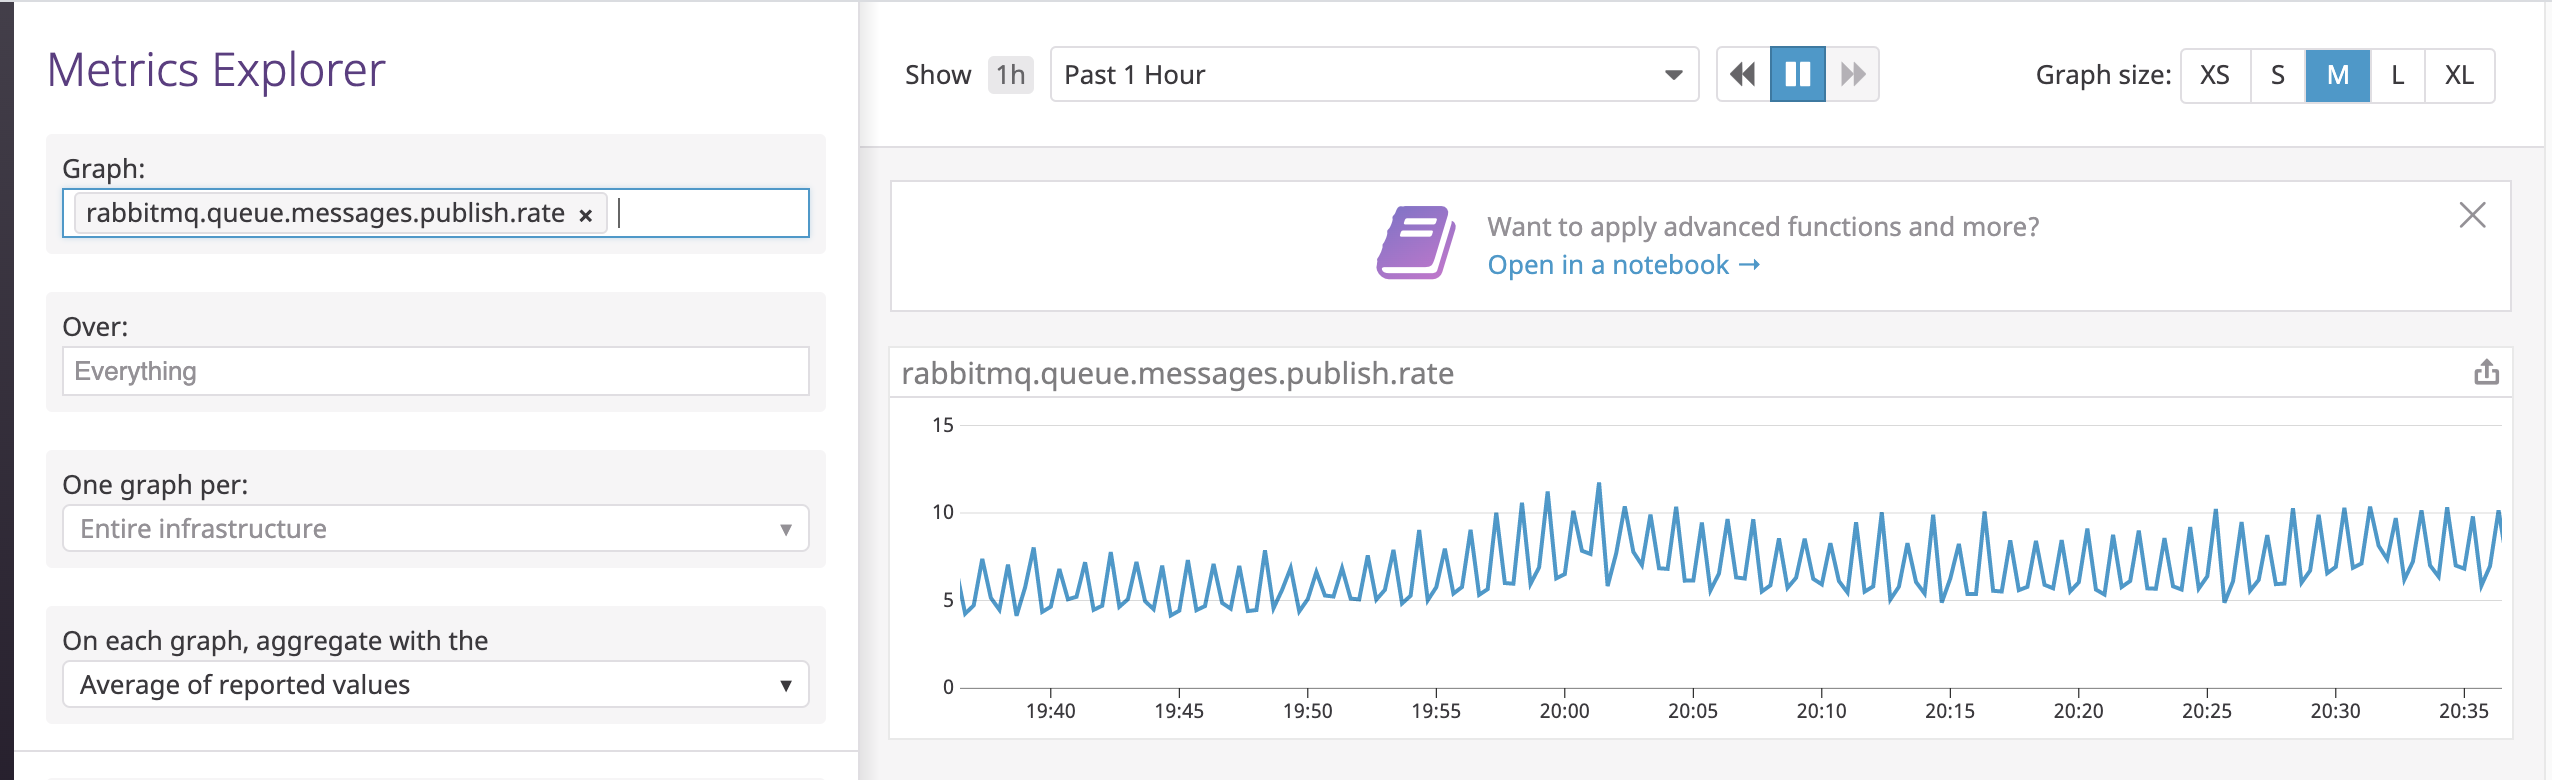 Metrics Explorer
Graph:
rabbitmq.queue.messages.publish.rate ×
Over:
Everything
One graph per:
Entire infrastructure
On each graph, aggregate with the
Average of reported values
Show 1h Past 1 Hour
Graph size: XS S M L XL
Want to apply advanced functions and more?
Open in a notebook →
rabbitmq.queue.messages.publish.rate
15
10
5
0
19:40 19:45 19:50 19:55 20:00 20:05 20:10 20:15 20:20 20:25 20:30 20:35